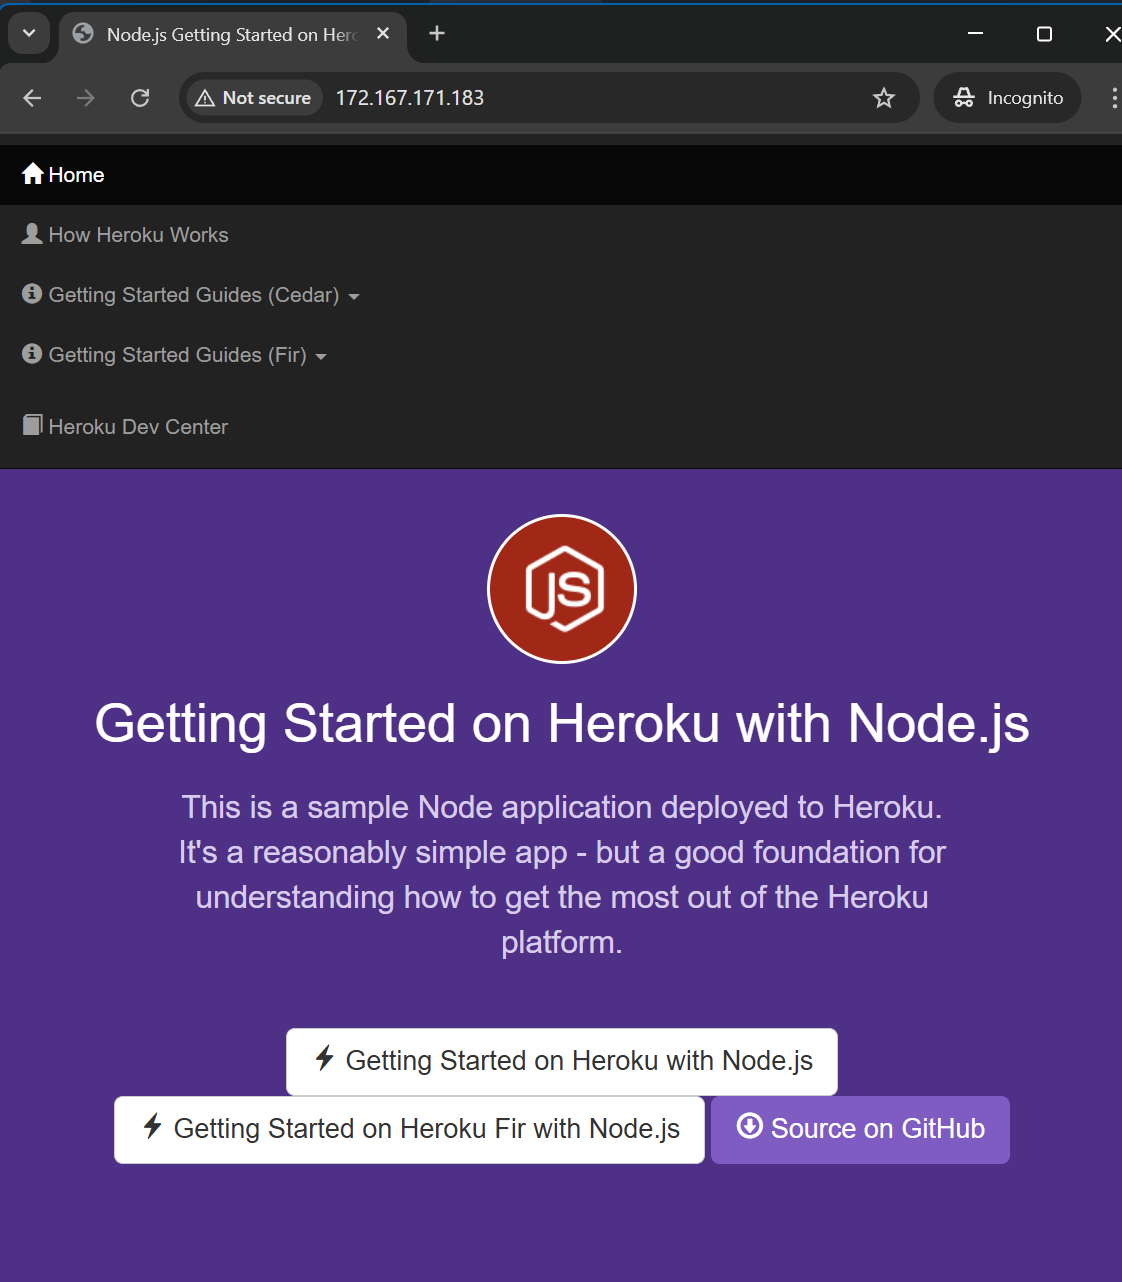 Node.js Getting Started on Herc
Not secure
172.167.171.183
Incognito
Home
How Heroku Works
Getting Started Guides (Cedar)
Getting Started Guides (Fir)
Heroku Dev Center
JS
Getting Started on Heroku with Node.js
This is a sample Node application deployed to Heroku.
It's a reasonably simple app - but a good foundation for
understanding how to get the most out of the Heroku
platform.
Getting Started on Heroku with Node.js
Getting Started on Heroku Fir with Node.js
Source on GitHub